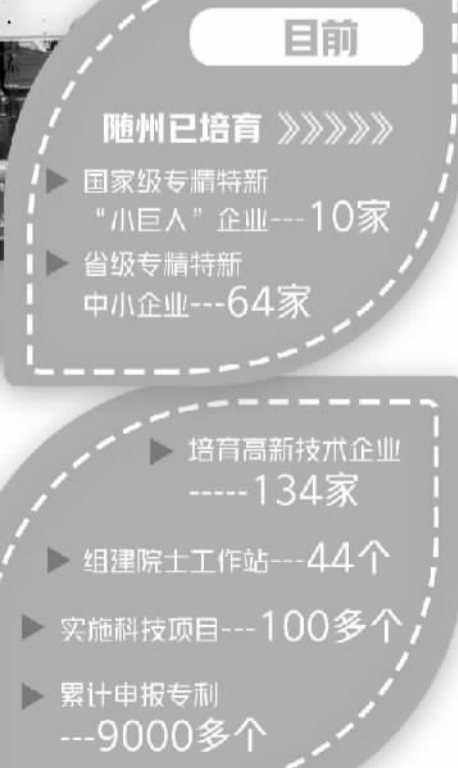 目前
随州已培育 》》》》》
国家级专精特新
“小巨人”企业---10家
省级专精特新
中小企业---64家
培育高新技术企业
-----134家
组建院士工作站---44个
实施科技项目---100多个
累计申报专利
---9000多个